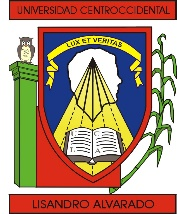 UNIVERSIDAD CENTROCCIDENTAL
LUX ET VERITAS
LISANDRO ALVARADO